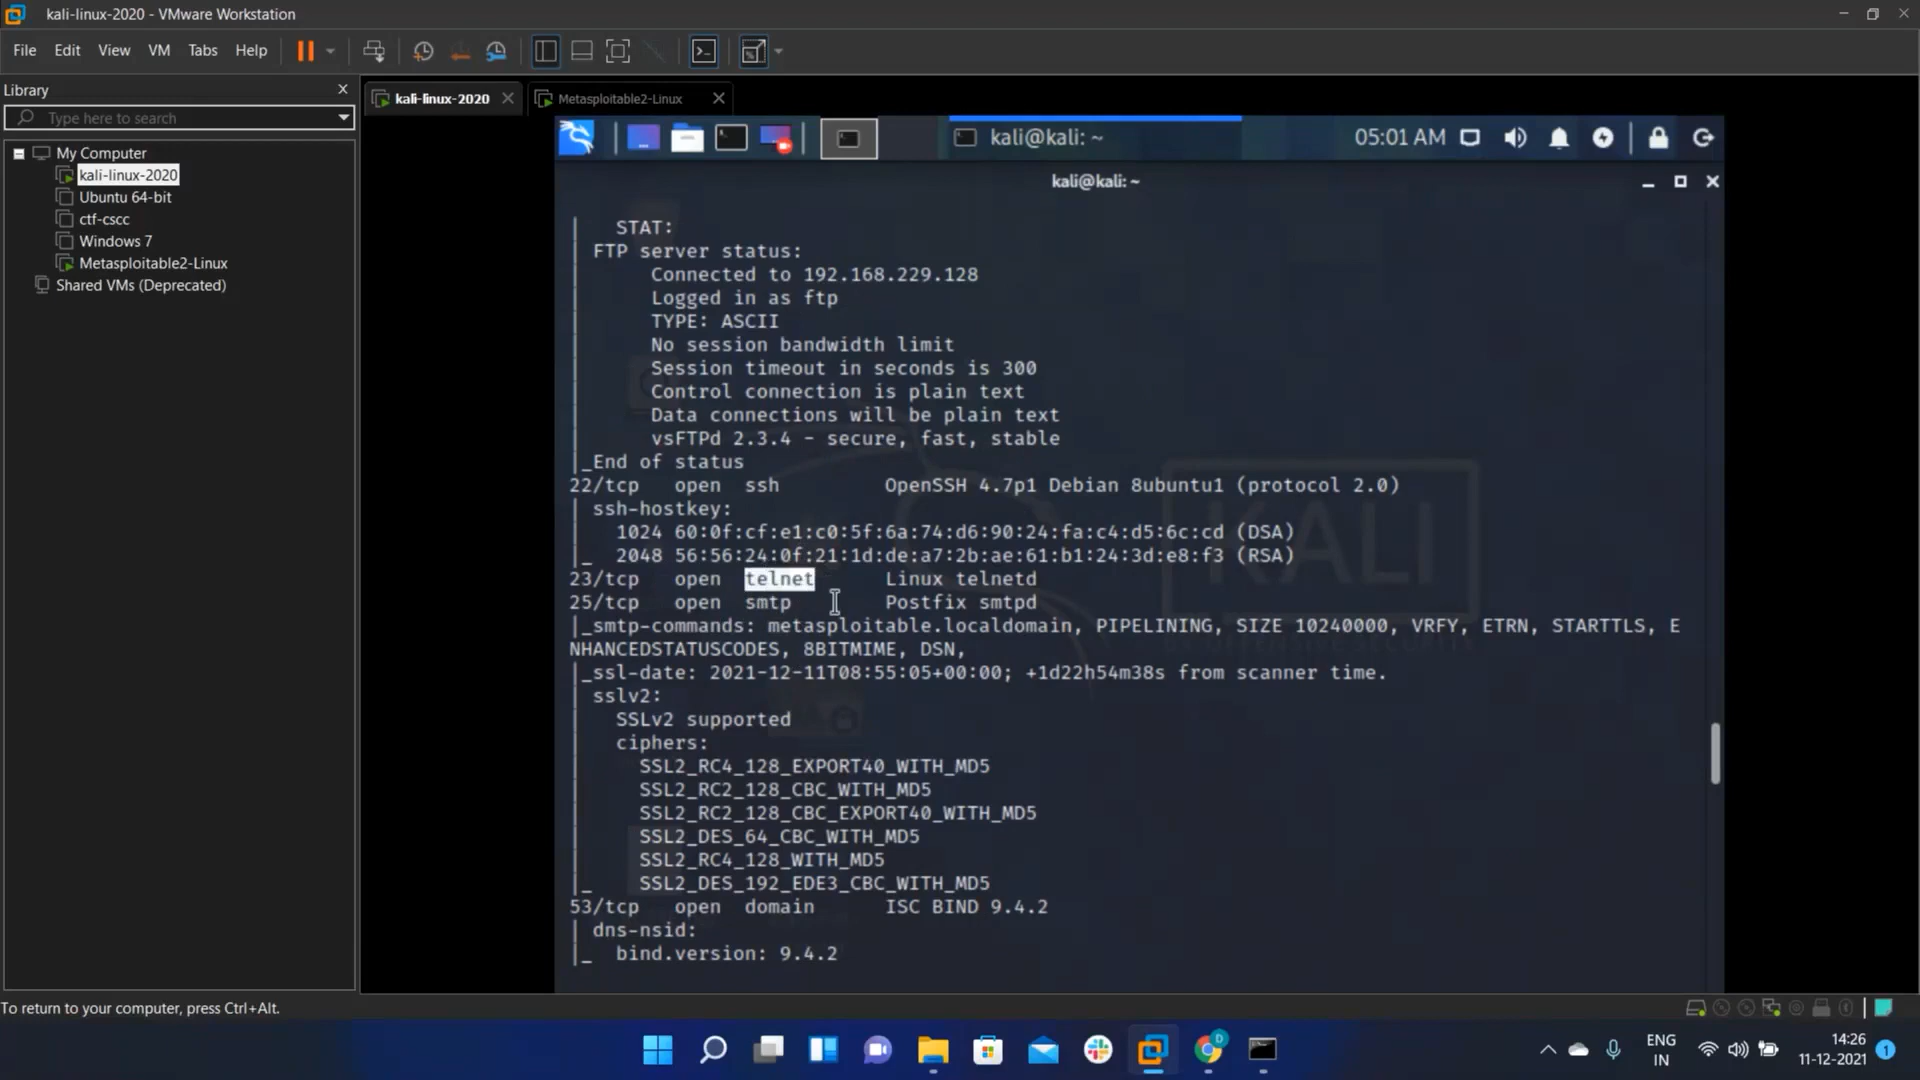 kali-linux-2020 - VMware Workstation
File Edit View VM Tabs Help
Library
Type here to search
My Computer
kali-linux-2020
Ubuntu 64-bit
ctf-cscc
Windows 7
Metasploitable2-Linux
Shared VMs (Deprecated)
kali-linux-2020 Metasploitable2-Linux
kali@kali: ~ 05:01 AM
kali@kali: ~
| STAT:
| FTP server status:
| Connected to 192.168.229.128
| Logged in as ftp
| TYPE: ASCII
| No session bandwidth limit
| Session timeout in seconds is 300
| Control connection is plain text
| Data connections will be plain text
| vsFTPd 2.3.4 - secure, fast, stable
|_End of status
22/tcp open ssh OpenSSH 4.7p1 Debian 8ubuntu1 (protocol 2.0)
| ssh-hostkey:
| 1024 60:0f:cf:e1:c0:5f:6a:74:d6:90:24:fa:c4:d5:6c:cd (DSA)
|_ 2048 56:56:24:0f:21:1d:de:a7:2b:ae:61:b1:24:3d:e8:f3 (RSA)
23/tcp open telnet Linux telnetd
25/tcp open smtp Postfix smtpd
|_smtp-commands: metasploitable.localdomain, PIPELINING, SIZE 10240000, VRFY, ETRN, STARTTLS, E
NHANCEDSTATUSCODES, 8BITMIME, DSN,
|_ssl-date: 2021-12-11T08:55:05+00:00; +1d22h54m38s from scanner time.
| sslv2:
| SSLv2 supported
| ciphers:
| SSL2_RC4_128_EXPORT40_WITH_MD5
| SSL2_RC2_128_CBC_WITH_MD5
| SSL2_RC2_128_CBC_EXPORT40_WITH_MD5
| SSL2_DES_64_CBC_WITH_MD5
| SSL2_RC4_128_WITH_MD5
|_ SSL2_DES_192_EDE3_CBC_WITH_MD5
53/tcp open domain ISC BIND 9.4.2
| dns-nsid:
|_ bind.version: 9.4.2
KALI
To return to your computer, press Ctrl+Alt.
ENG
IN
14:26
11-12-2021
1